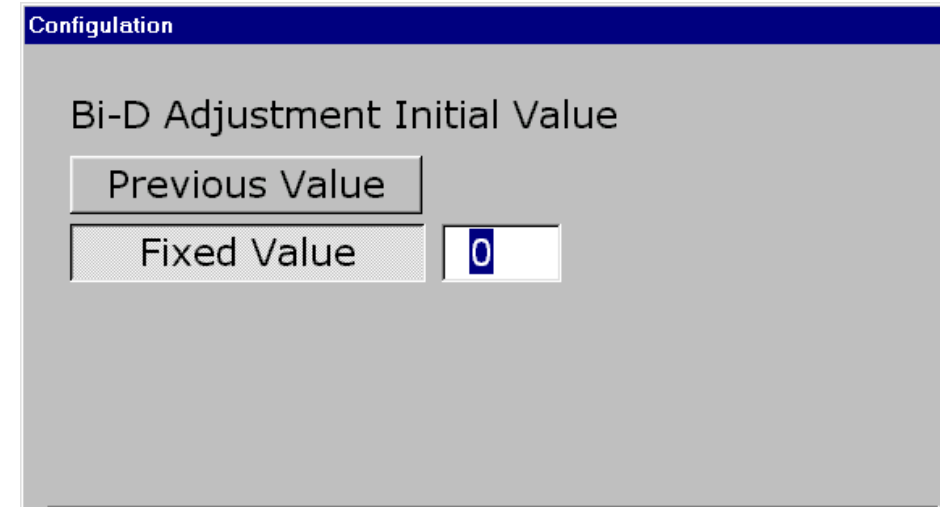 Configulation
Bi-D Adjustment Initial Value
Previous Value
Fixed Value 0